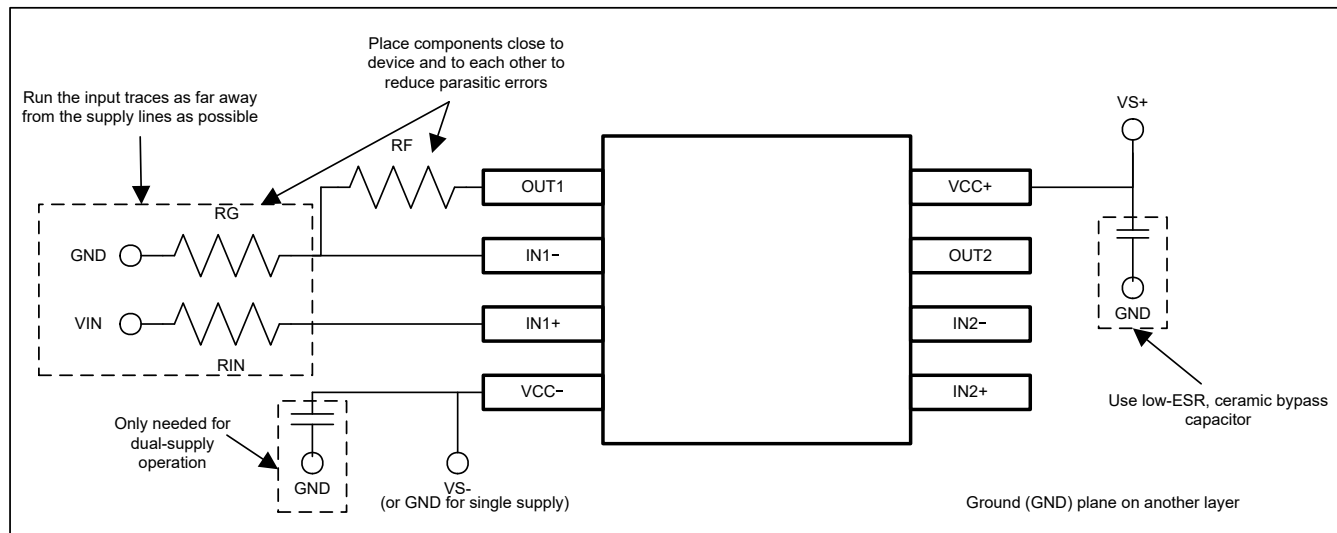 Place components close to
device and to each other to
reduce parasitic errors
Run the input traces as far away
from the supply lines as possible
VS+
RF
OUT1
VCC+
RG
GND
IN1−
OUT2
VIN
IN1+
GND
IN2−
RIN
VCC−
IN2+
Use low-ESR, ceramic bypass
capacitor
Only needed for
dual-supply
operation
GND
VS-
(or GND for single supply)
Ground (GND) plane on another layer